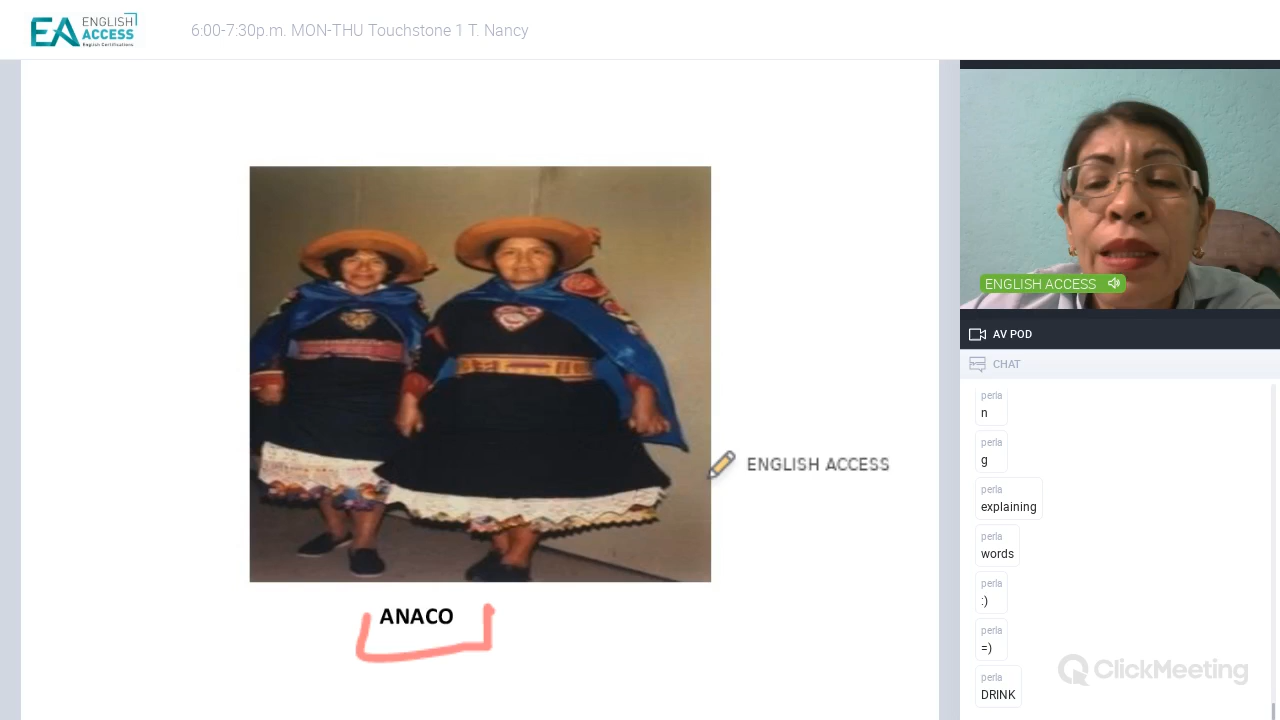 EA ENGLISH
ACCESS
English Certifications
6:00-7:30p.m. MON-THU Touchstone 1 T. Nancy
ENGLISH ACCESS
ANACO
ENGLISH ACCESS
AV POD
CHAT
perla
n
perla
g
perla
explaining
perla
words
perla
:)
perla
=)
perla
DRINK
ClickMeeting